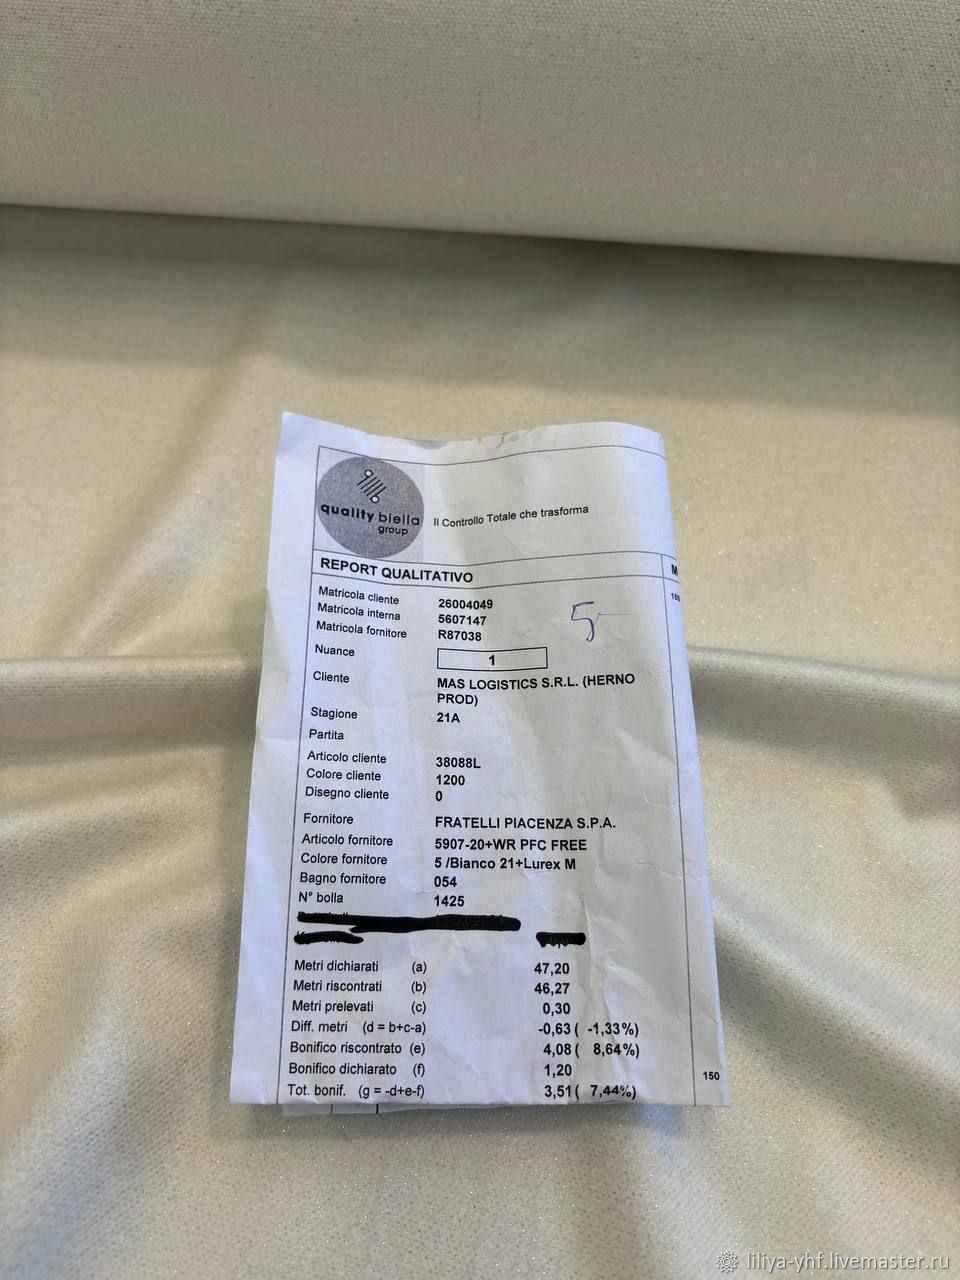 quality biella
group
Il Controllo Totale che trasforma
REPORT QUALITATIVO
M
150
Matricola cliente 26004049
Matricola interna 5607147
Matricola fornitore R87038
5
Nuance 1
Cliente MAS LOGISTICS S.R.L. (HERNO
PROD)
Stagione 21A
Partita
Articolo cliente 38088L
Colore cliente 1200
Disegno cliente 0
Fornitore FRATELLI PIACENZA S.P.A.
Articolo fornitore 5907-20+WR PFC FREE
Colore fornitore 5 /Bianco 21+Lurex M
Bagno fornitore 054
N° bolla 1425
Metri dichiarati (a) 47,20
Metri riscontrati (b) 46,27
Metri prelevati (c) 0,30
Diff. metri (d = b+c-a) -0,63 ( -1,33%)
Bonifico riscontrato (e) 4,08 ( 8,64%)
Bonifico dichiarato (f) 1,20
Tot. bonif. (g = -d+e-f) 3,51 ( 7,44%)
150
liliya-yhf.livemaster.ru